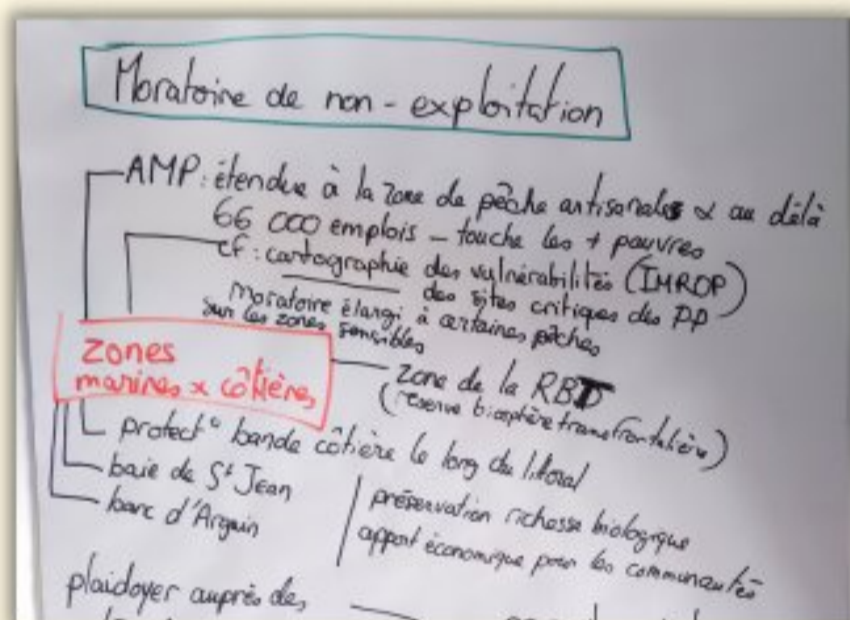 Moratoire de non-exploitation
AMP: étendue à la zone de pêche artisanales & au délà
66 000 emplois - touche les + pauvres
cf: cartographie des vulnérabilités (IMROP)
des sites critiques des PP
Moratoire élargi à certaines pêches
sur les zones sensibles
zones
marines & côtières
zone de la RBT
(réserve biosphère transfrontalière)
protect° bande côtière le long du littoral
baie de St Jean
banc d'Arguin
préservation richesse biologique
apport économique pour les communautés
plaidoyer auprès des